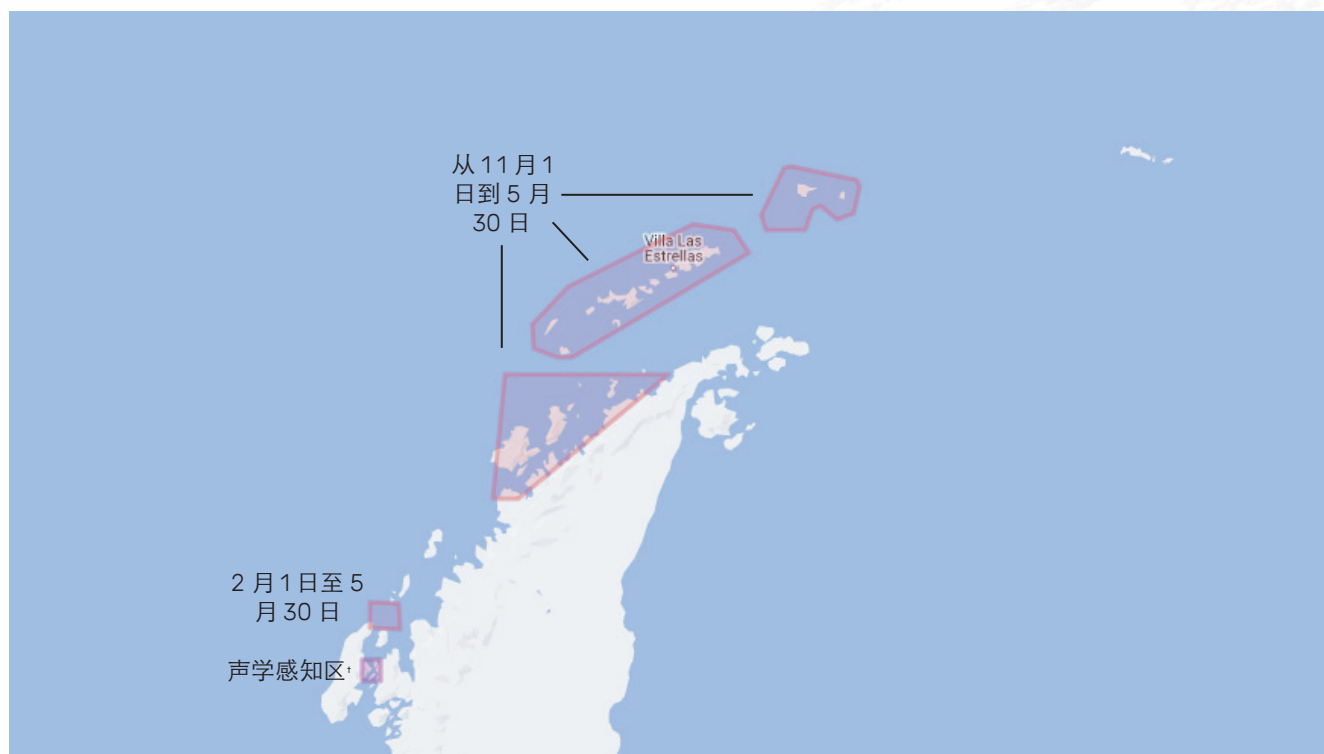 从 11 月 1
日到 5 月
30 日
Villa Las
Estrellas
2 月 1 日至 5
月 30 日
声学感知区†